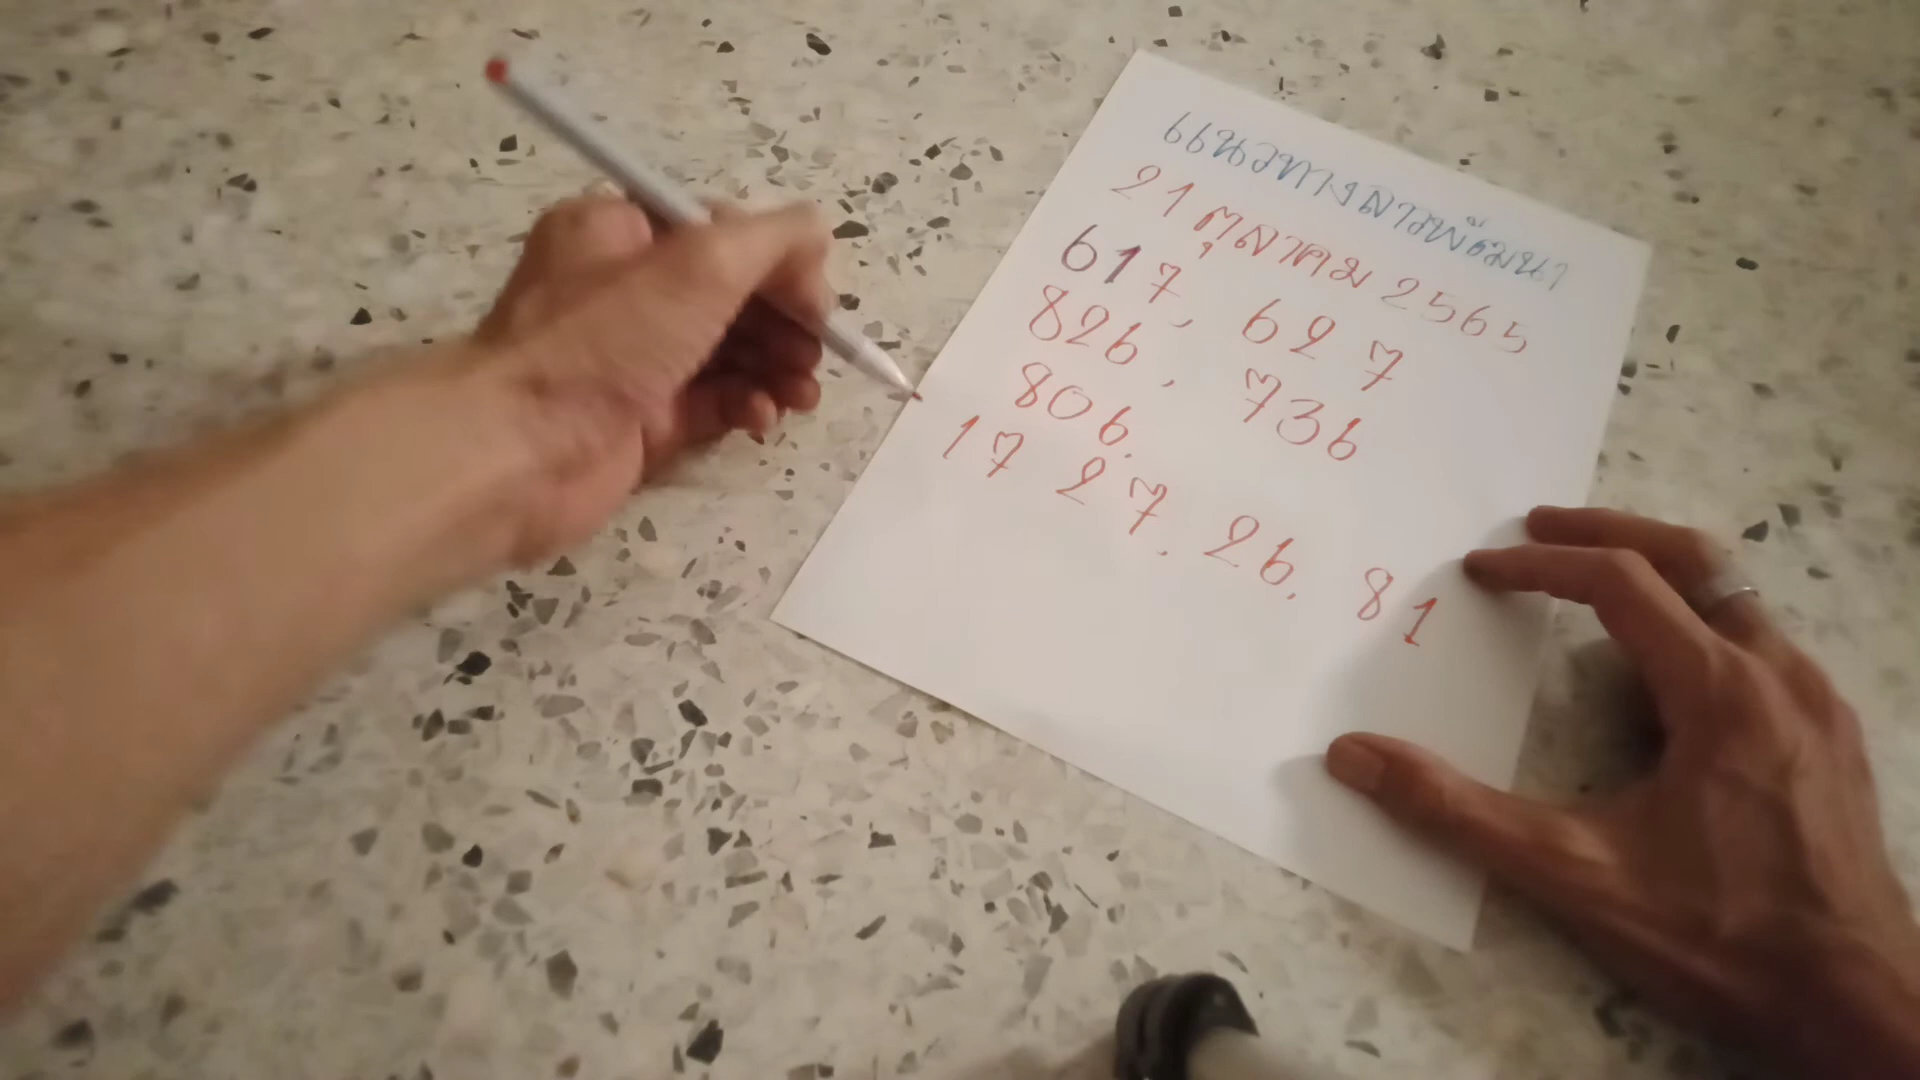 แนวทางลาวพัฒนา
21 ตุลาคม 2565
617, 627
826, 736
806.
17 27. 26. 81